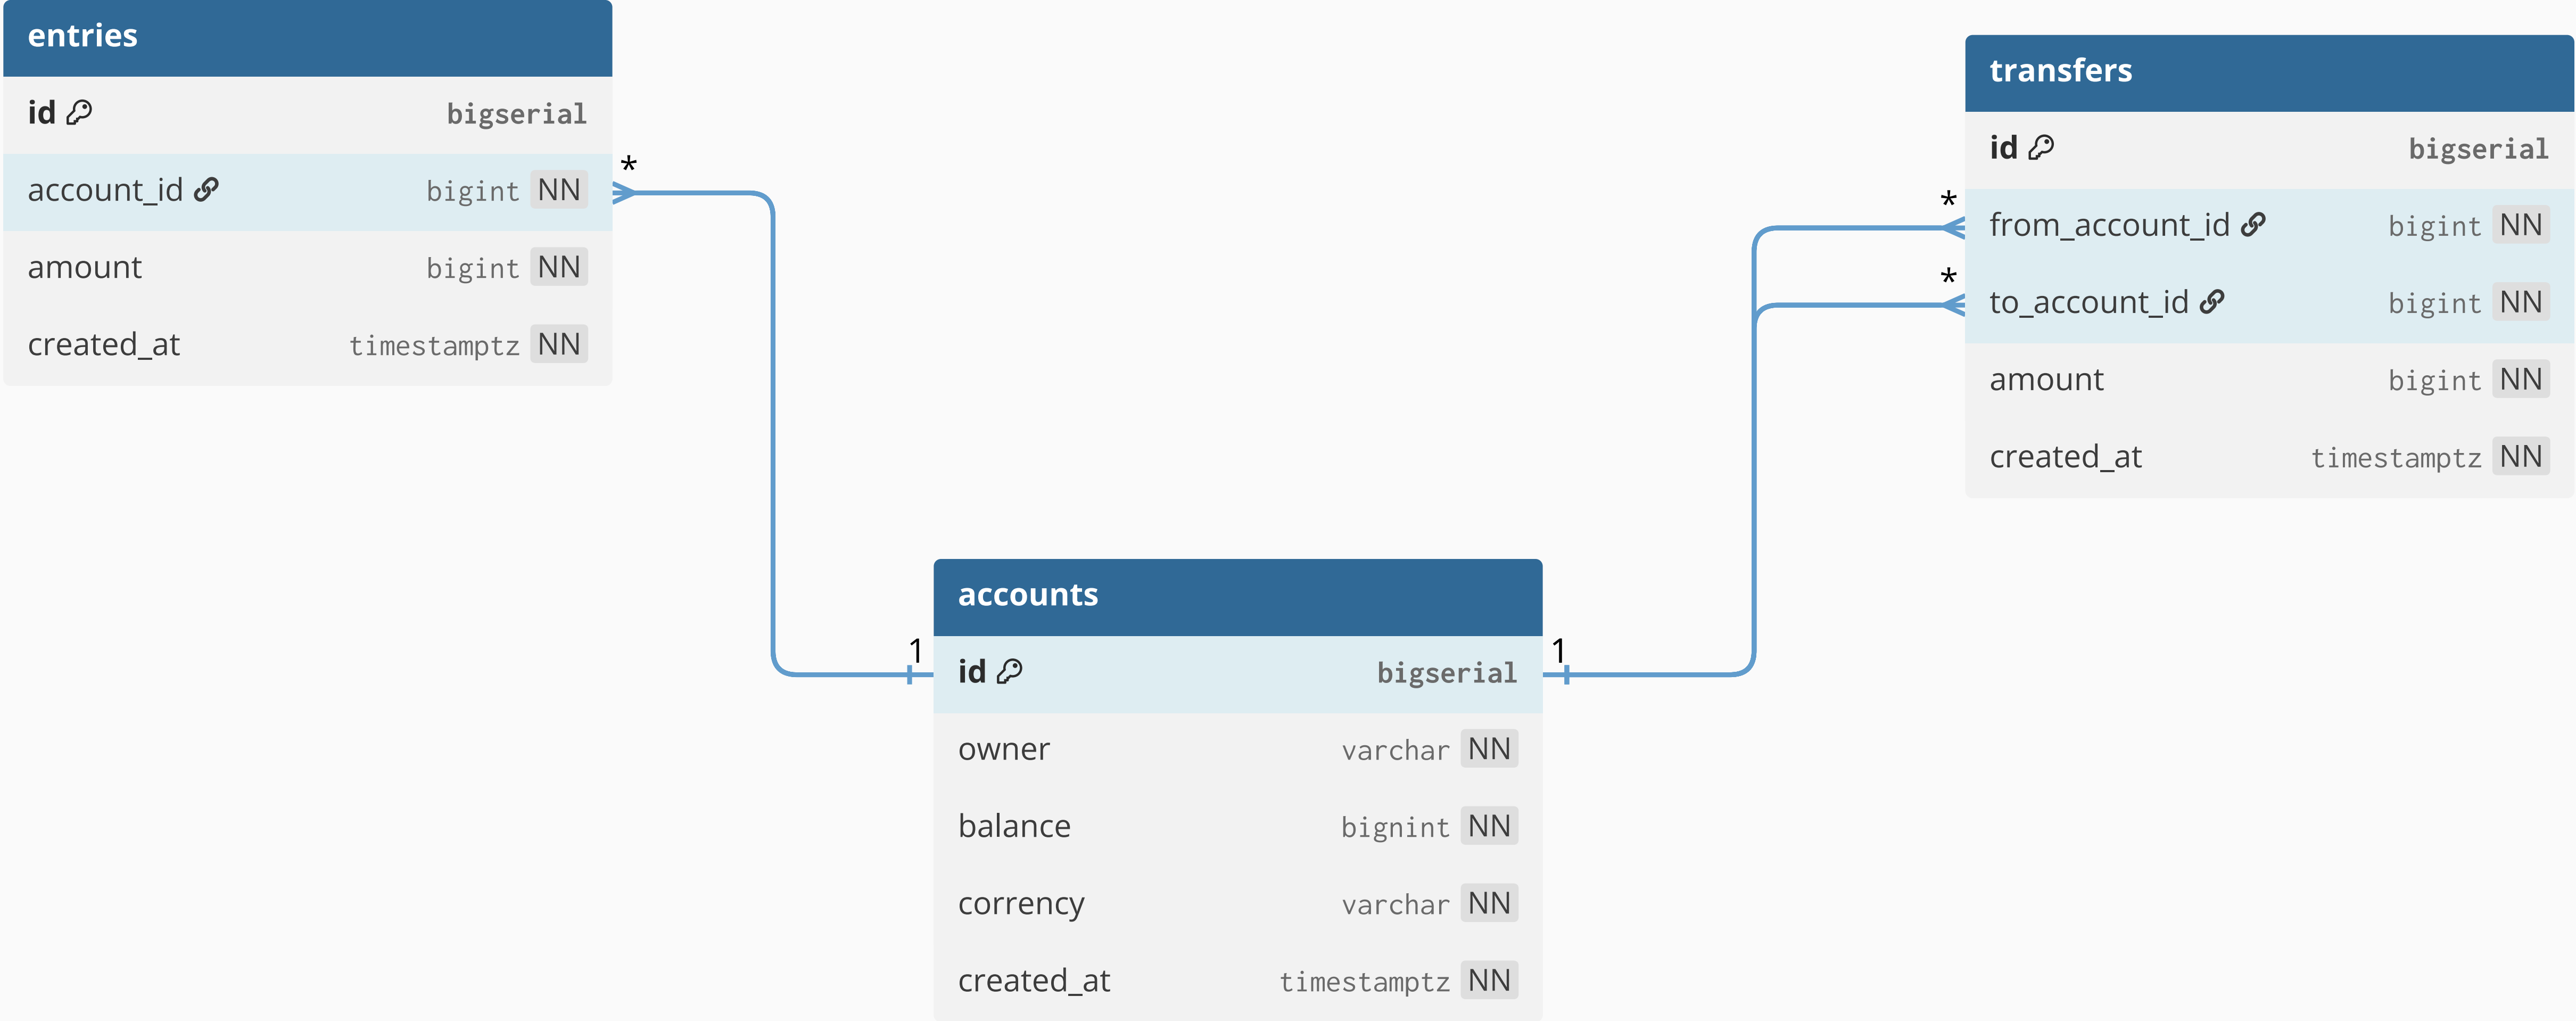 entries
id bigserial
account_id bigint NN
amount bigint NN
created_at timestamptz NN
*
1
accounts
id bigserial
owner varchar NN
balance bignint NN
corrency varchar NN
created_at timestamptz NN
1
*
*
transfers
id bigserial
from_account_id bigint NN
to_account_id bigint NN
amount bigint NN
created_at timestamptz NN